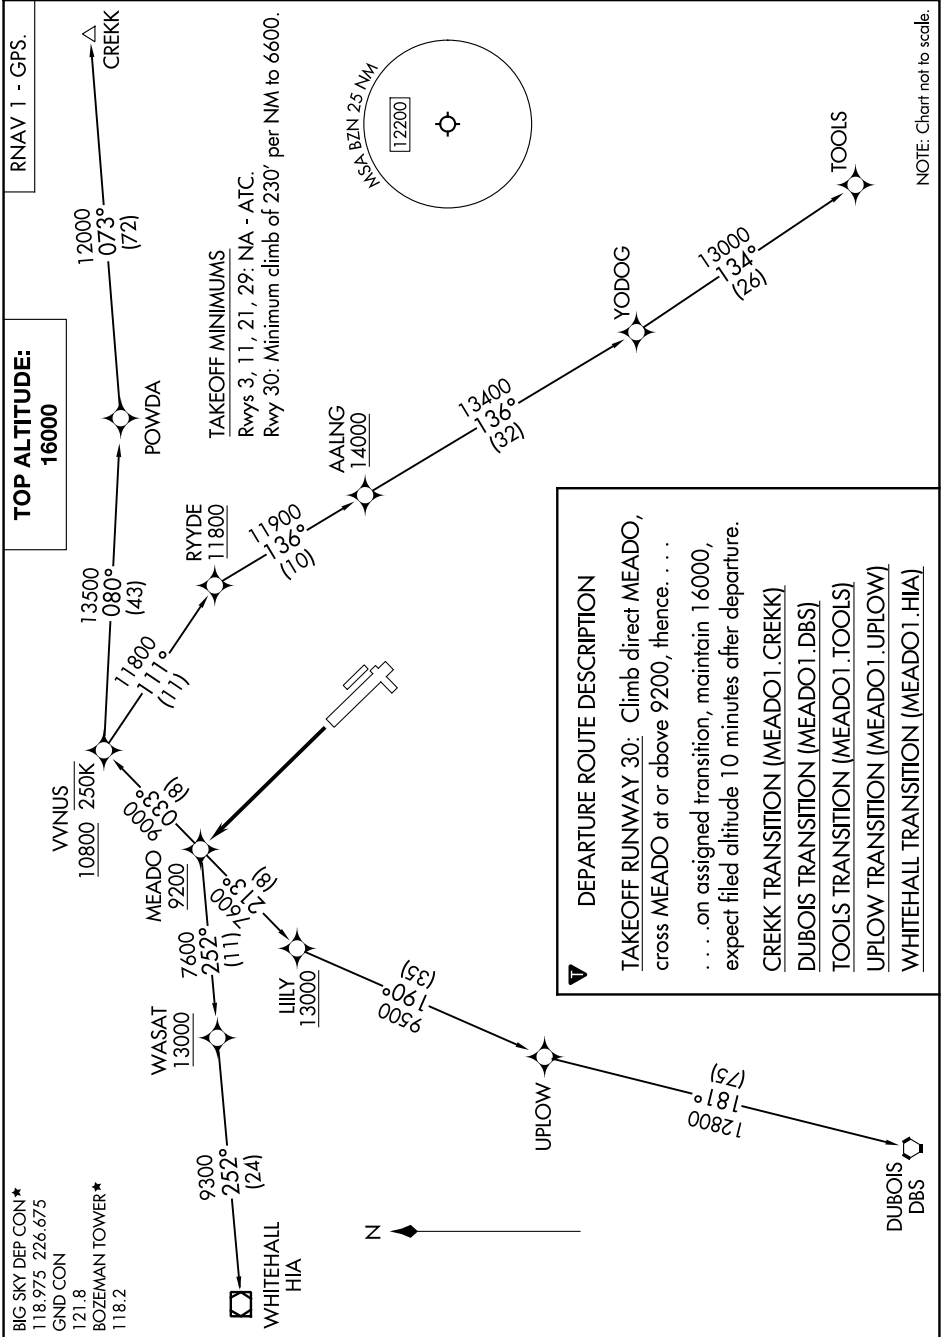 BIG SKY DEP CON★
118.975 226.675
GND CON
121.8
BOZEMAN TOWER★
118.2
TOP ALTITUDE:
16000
RNAV 1 - GPS.
VVNUS
10800 250K
13500
080°
(43)
POWDA
12000
073°
(72)
CREKK
MEADO
9200
9000
033°
(8)
11800
111°
(11)
RYYDE
11800
11900
136°
(10)
AALNG
14000
13400
136°
(32)
YODOG
13000
134°
(26)
TOOLS
TAKEOFF MINIMUMS
Rwys 3, 11, 21, 29: NA - ATC.
Rwy 30: Minimum climb of 230' per NM to 6600.
MSA BZN 25 NM
12200
7600
252°
(11)
WASAT
13000
9300
252°
(24)
WHITEHALL
HIA
7600
213°
(8)
LIILY
13000
9500
190°
(35)
UPLOW
12800
181°
(75)
DUBOIS
DBS
N
T
DEPARTURE ROUTE DESCRIPTION
TAKEOFF RUNWAY 30: Climb direct MEADO,
cross MEADO at or above 9200, thence. . . .
. . . .on assigned transition, maintain 16000,
expect filed altitude 10 minutes after departure.
CREKK TRANSITION (MEADO1.CREKK)
DUBOIS TRANSITION (MEADO1.DBS)
TOOLS TRANSITION (MEADO1.TOOLS)
UPLOW TRANSITION (MEADO1.UPLOW)
WHITEHALL TRANSITION (MEADO1.HIA)
NOTE: Chart not to scale.